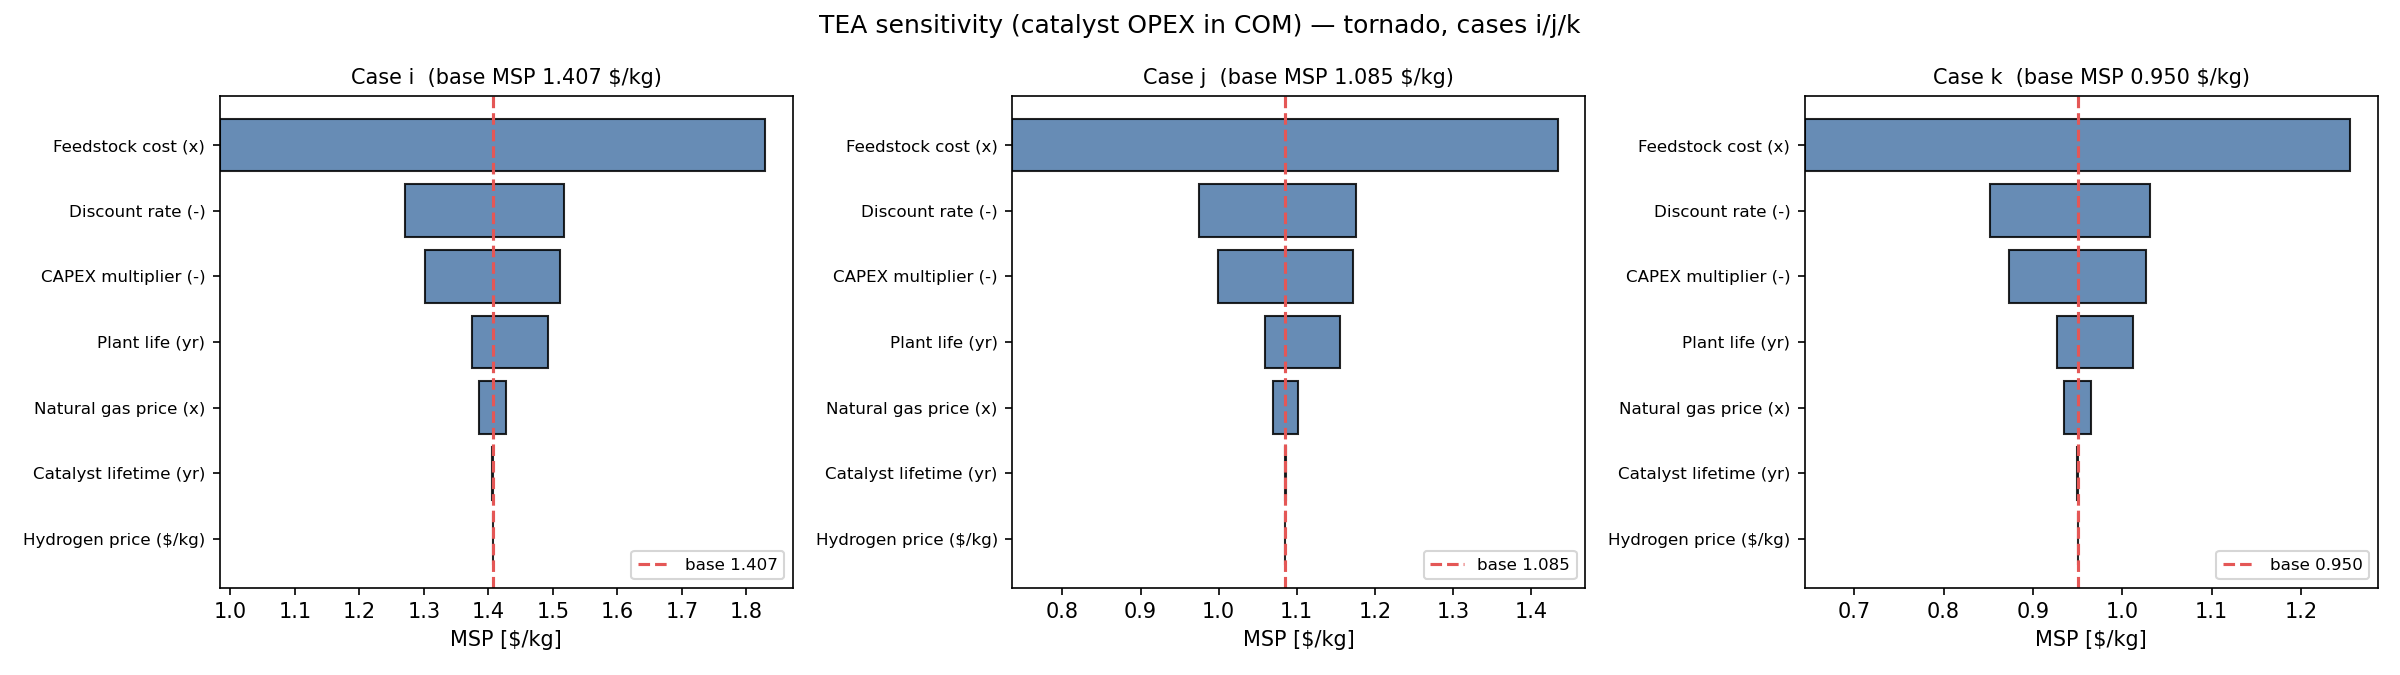 TEA sensitivity (catalyst OPEX in COM) — tornado, cases i/j/k
Case i  (base MSP 1.407 $/kg)
Feedstock cost (x)
Discount rate (-)
CAPEX multiplier (-)
Plant life (yr)
Natural gas price (x)
Catalyst lifetime (yr)
Hydrogen price ($/kg)
base 1.407
1.0 1.1 1.2 1.3 1.4 1.5 1.6 1.7 1.8
MSP [$/kg]
Case j  (base MSP 1.085 $/kg)
Feedstock cost (x)
Discount rate (-)
CAPEX multiplier (-)
Plant life (yr)
Natural gas price (x)
Catalyst lifetime (yr)
Hydrogen price ($/kg)
base 1.085
0.8 0.9 1.0 1.1 1.2 1.3 1.4
MSP [$/kg]
Case k  (base MSP 0.950 $/kg)
Feedstock cost (x)
Discount rate (-)
CAPEX multiplier (-)
Plant life (yr)
Natural gas price (x)
Catalyst lifetime (yr)
Hydrogen price ($/kg)
base 0.950
0.7 0.8 0.9 1.0 1.1 1.2
MSP [$/kg]